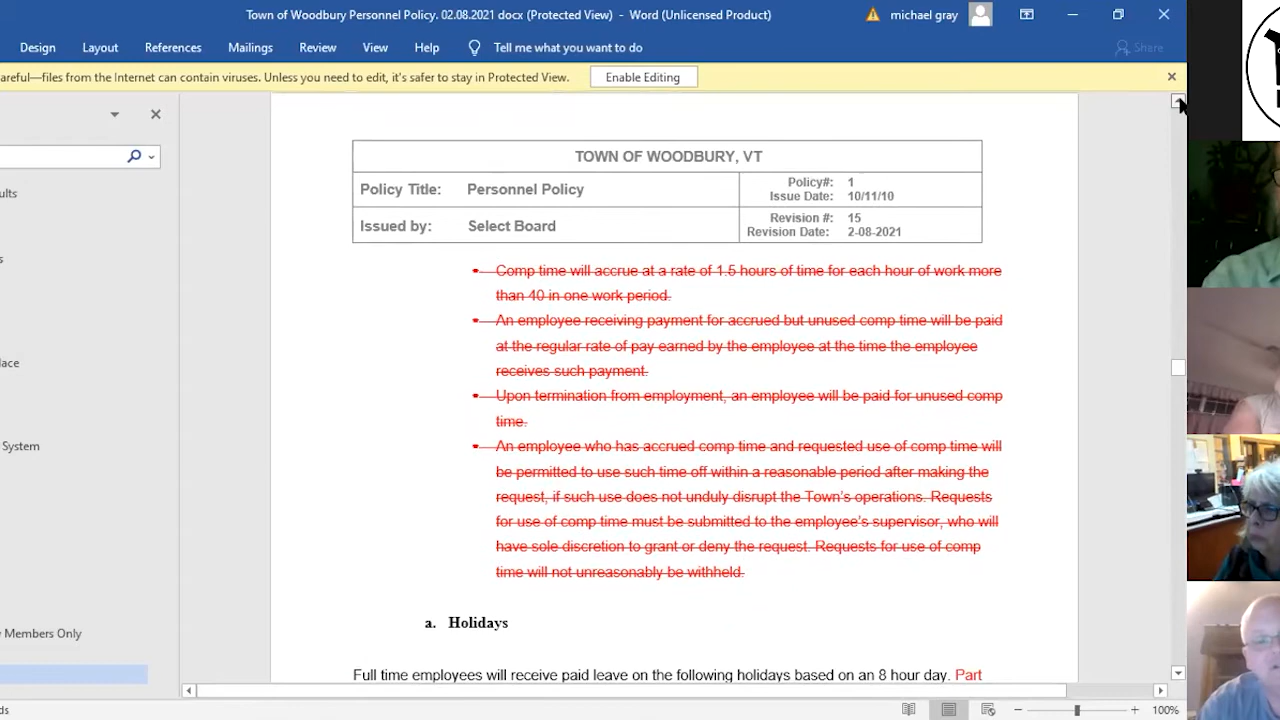 Town of Woodbury Personnel Policy. 02.08.2021 docx (Protected View) - Word (Unlicensed Product)
michael gray
Design Layout References Mailings Review View Help Tell me what you want to do Share
careful—files from the Internet can contain viruses. Unless you need to edit, it's safer to stay in Protected View. Enable Editing
TOWN OF WOODBURY, VT
Policy Title: Personnel Policy
Policy#: 1
Issue Date: 10/11/10
Issued by: Select Board
Revision #: 15
Revision Date: 2-08-2021
• Comp time will accrue at a rate of 1.5 hours of time for each hour of work more
than 40 in one work period.
• An employee receiving payment for accrued but unused comp time will be paid
at the regular rate of pay earned by the employee at the time the employee
receives such payment.
• Upon termination from employment, an employee will be paid for unused comp
time.
• An employee who has accrued comp time and requested use of comp time will
be permitted to use such time off within a reasonable period after making the
request, if such use does not unduly disrupt the Town's operations. Requests
for use of comp time must be submitted to the employee's supervisor, who will
have sole discretion to grant or deny the request. Requests for use of comp
time will not unreasonably be withheld.
a. Holidays
Full time employees will receive paid leave on the following holidays based on an 8 hour day. Part
System
Members Only
100%